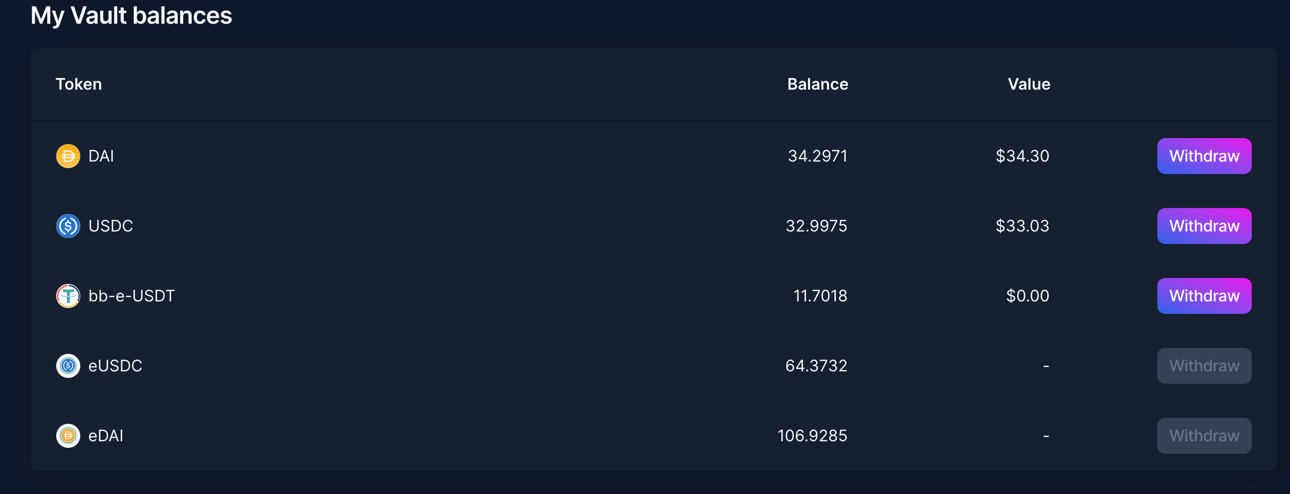 My Vault balances
Token Balance Value
DAI 34.2971 $34.30 Withdraw
USDC 32.9975 $33.03 Withdraw
bb-e-USDT 11.7018 $0.00 Withdraw
eUSDC 64.3732 - Withdraw
eDAI 106.9285 - Withdraw